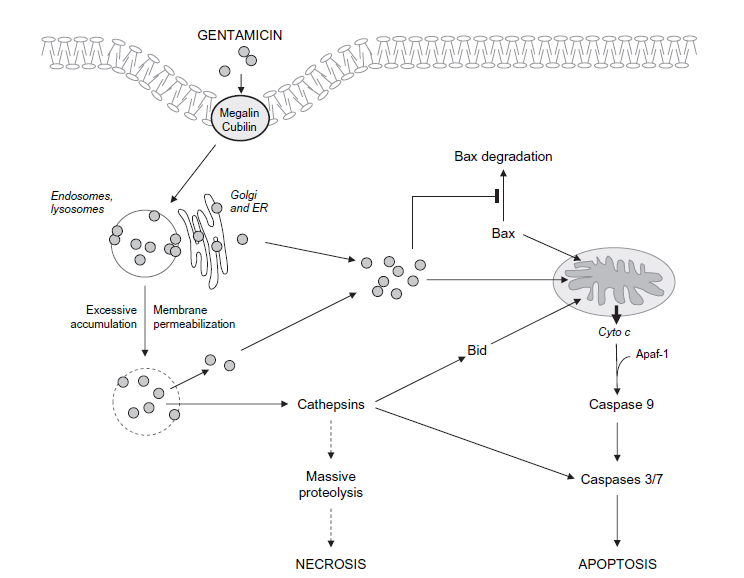 GENTAMICIN
Megalin
Cubilin
Bax degradation
Endosomes,
lysosomes
Golgi
and ER
Bax
Excessive
accumulation
Membrane
permeabilization
Cyto c
Bid
Apaf-1
Cathepsins
Caspase 9
Massive
proteolysis
Caspases 3/7
NECROSIS
APOPTOSIS